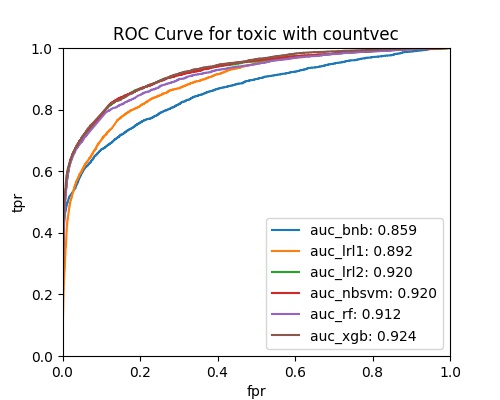 ROC Curve for toxic with countvec
1.0
0.8
0.6
0.4
0.2
0.0
tpr
auc_bnb: 0.859
auc_lrl1: 0.892
auc_lrl2: 0.920
auc_nbsvm: 0.920
auc_rf: 0.912
auc_xgb: 0.924
0.0 0.2 0.4 0.6 0.8 1.0
fpr